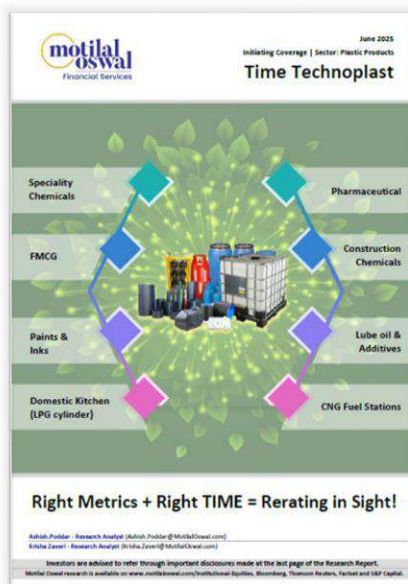 motilal
oswal
Financial Services
June 2025
Initiating Coverage | Sector: Plastic Products
Time Technoplast
Speciality
Chemicals
Pharmaceutical
FMCG
Construction
Chemicals
Paints &
Inks
Lube oil &
Additives
Domestic Kitchen
(LPG cylinder)
CNG Fuel Stations
Right Metrics + Right TIME = Rerating in Sight!
Ashish Poddar - Research Analyst (Ashish.Poddar@MotilalOswal.com)
Krisha Zaveri - Research Analyst (Krisha.Zaveri@MotilalOswal.com)
Investors are advised to refer through important disclosures made at the last page of the Research Report.
Motilal Oswal research is available on www.motilaloswal.com/Institutional-Equities, Bloomberg, Thomson Reuters, Factset and S&P Capital.